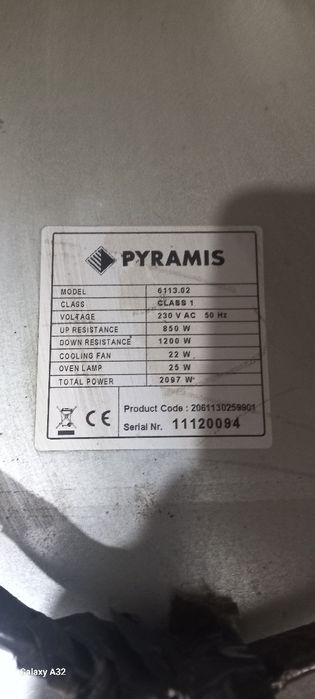 PYRAMIS
MODEL 6113.02
CLASS CLASS 1
VOLTAGE 230 V AC 50 Hz
UP RESISTANCE 850 W
DOWN RESISTANCE 1200 W
COOLING FAN 22 W
OVEN LAMP 25 W
TOTAL POWER 2097 W
Product Code : 2061130259901
Serial Nr. 11120094
CE
Galaxy A32